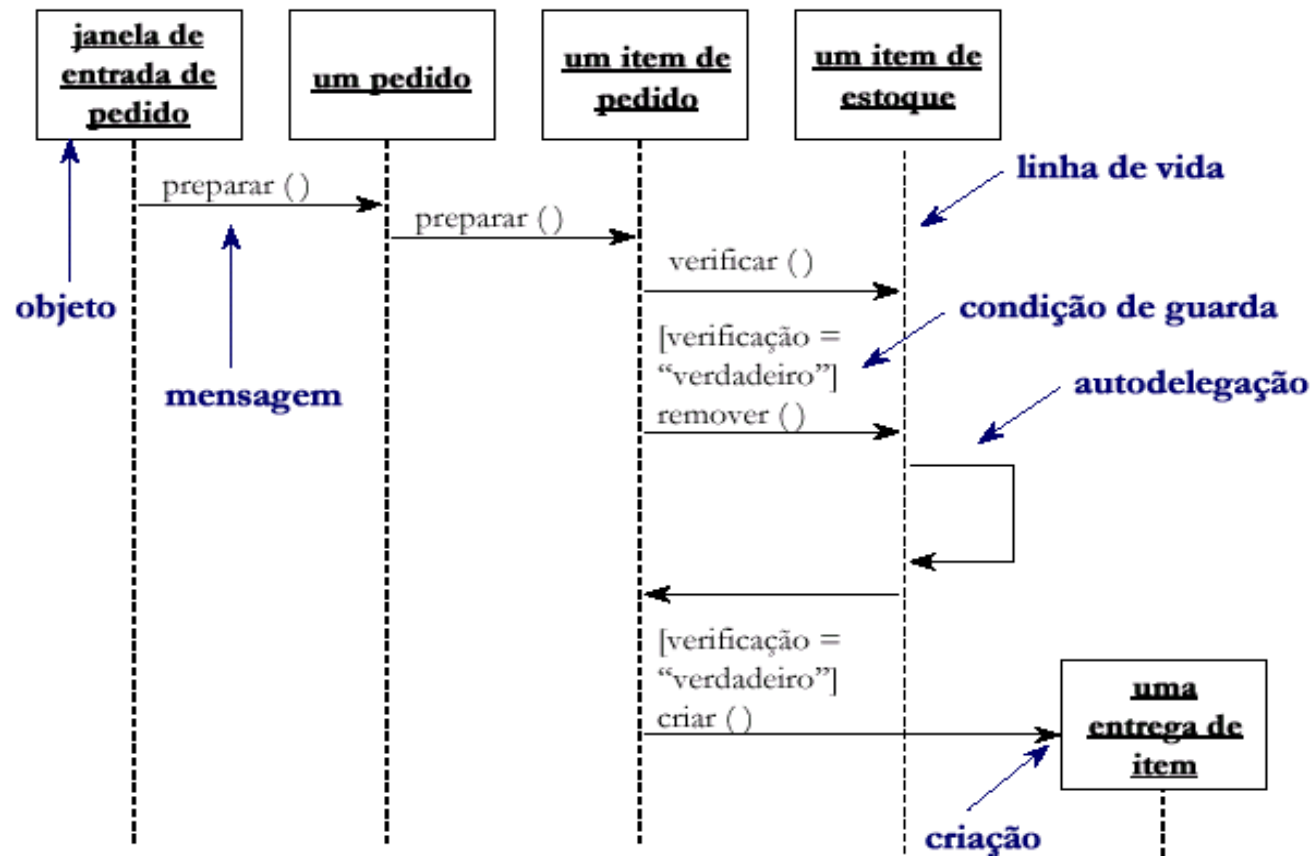 janela de
entrada de
pedido
um pedido
um item de
pedido
um item de
estoque
linha de vida
preparar ( )
preparar ( )
verificar ( )
objeto
condição de guarda
[verificação =
“verdadeiro”]
remover ( )
mensagem
autodelegação
[verificação =
“verdadeiro”]
criar ( )
uma
entrega de
item
criação